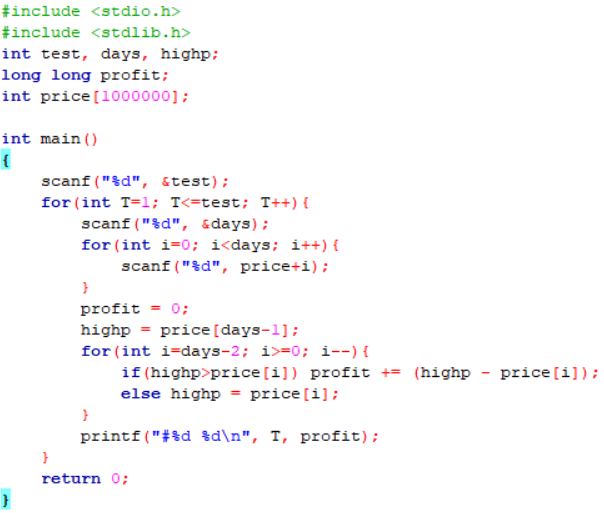 #include <stdio.h>
#include <stdlib.h>
int test, days, highp;
long long profit;
int price[1000000];
int main()
{
scanf("%d", &test);
for(int T=1; T<=test; T++){
scanf("%d", &days);
for(int i=0; i<days; i++){
scanf("%d", price+i);
}
profit = 0;
highp = price[days-1];
for(int i=days-2; i>=0; i--){
if(highp>price[i]) profit += (highp - price[i]);
else highp = price[i];
}
printf("#%d %d\n", T, profit);
}
return 0;
}